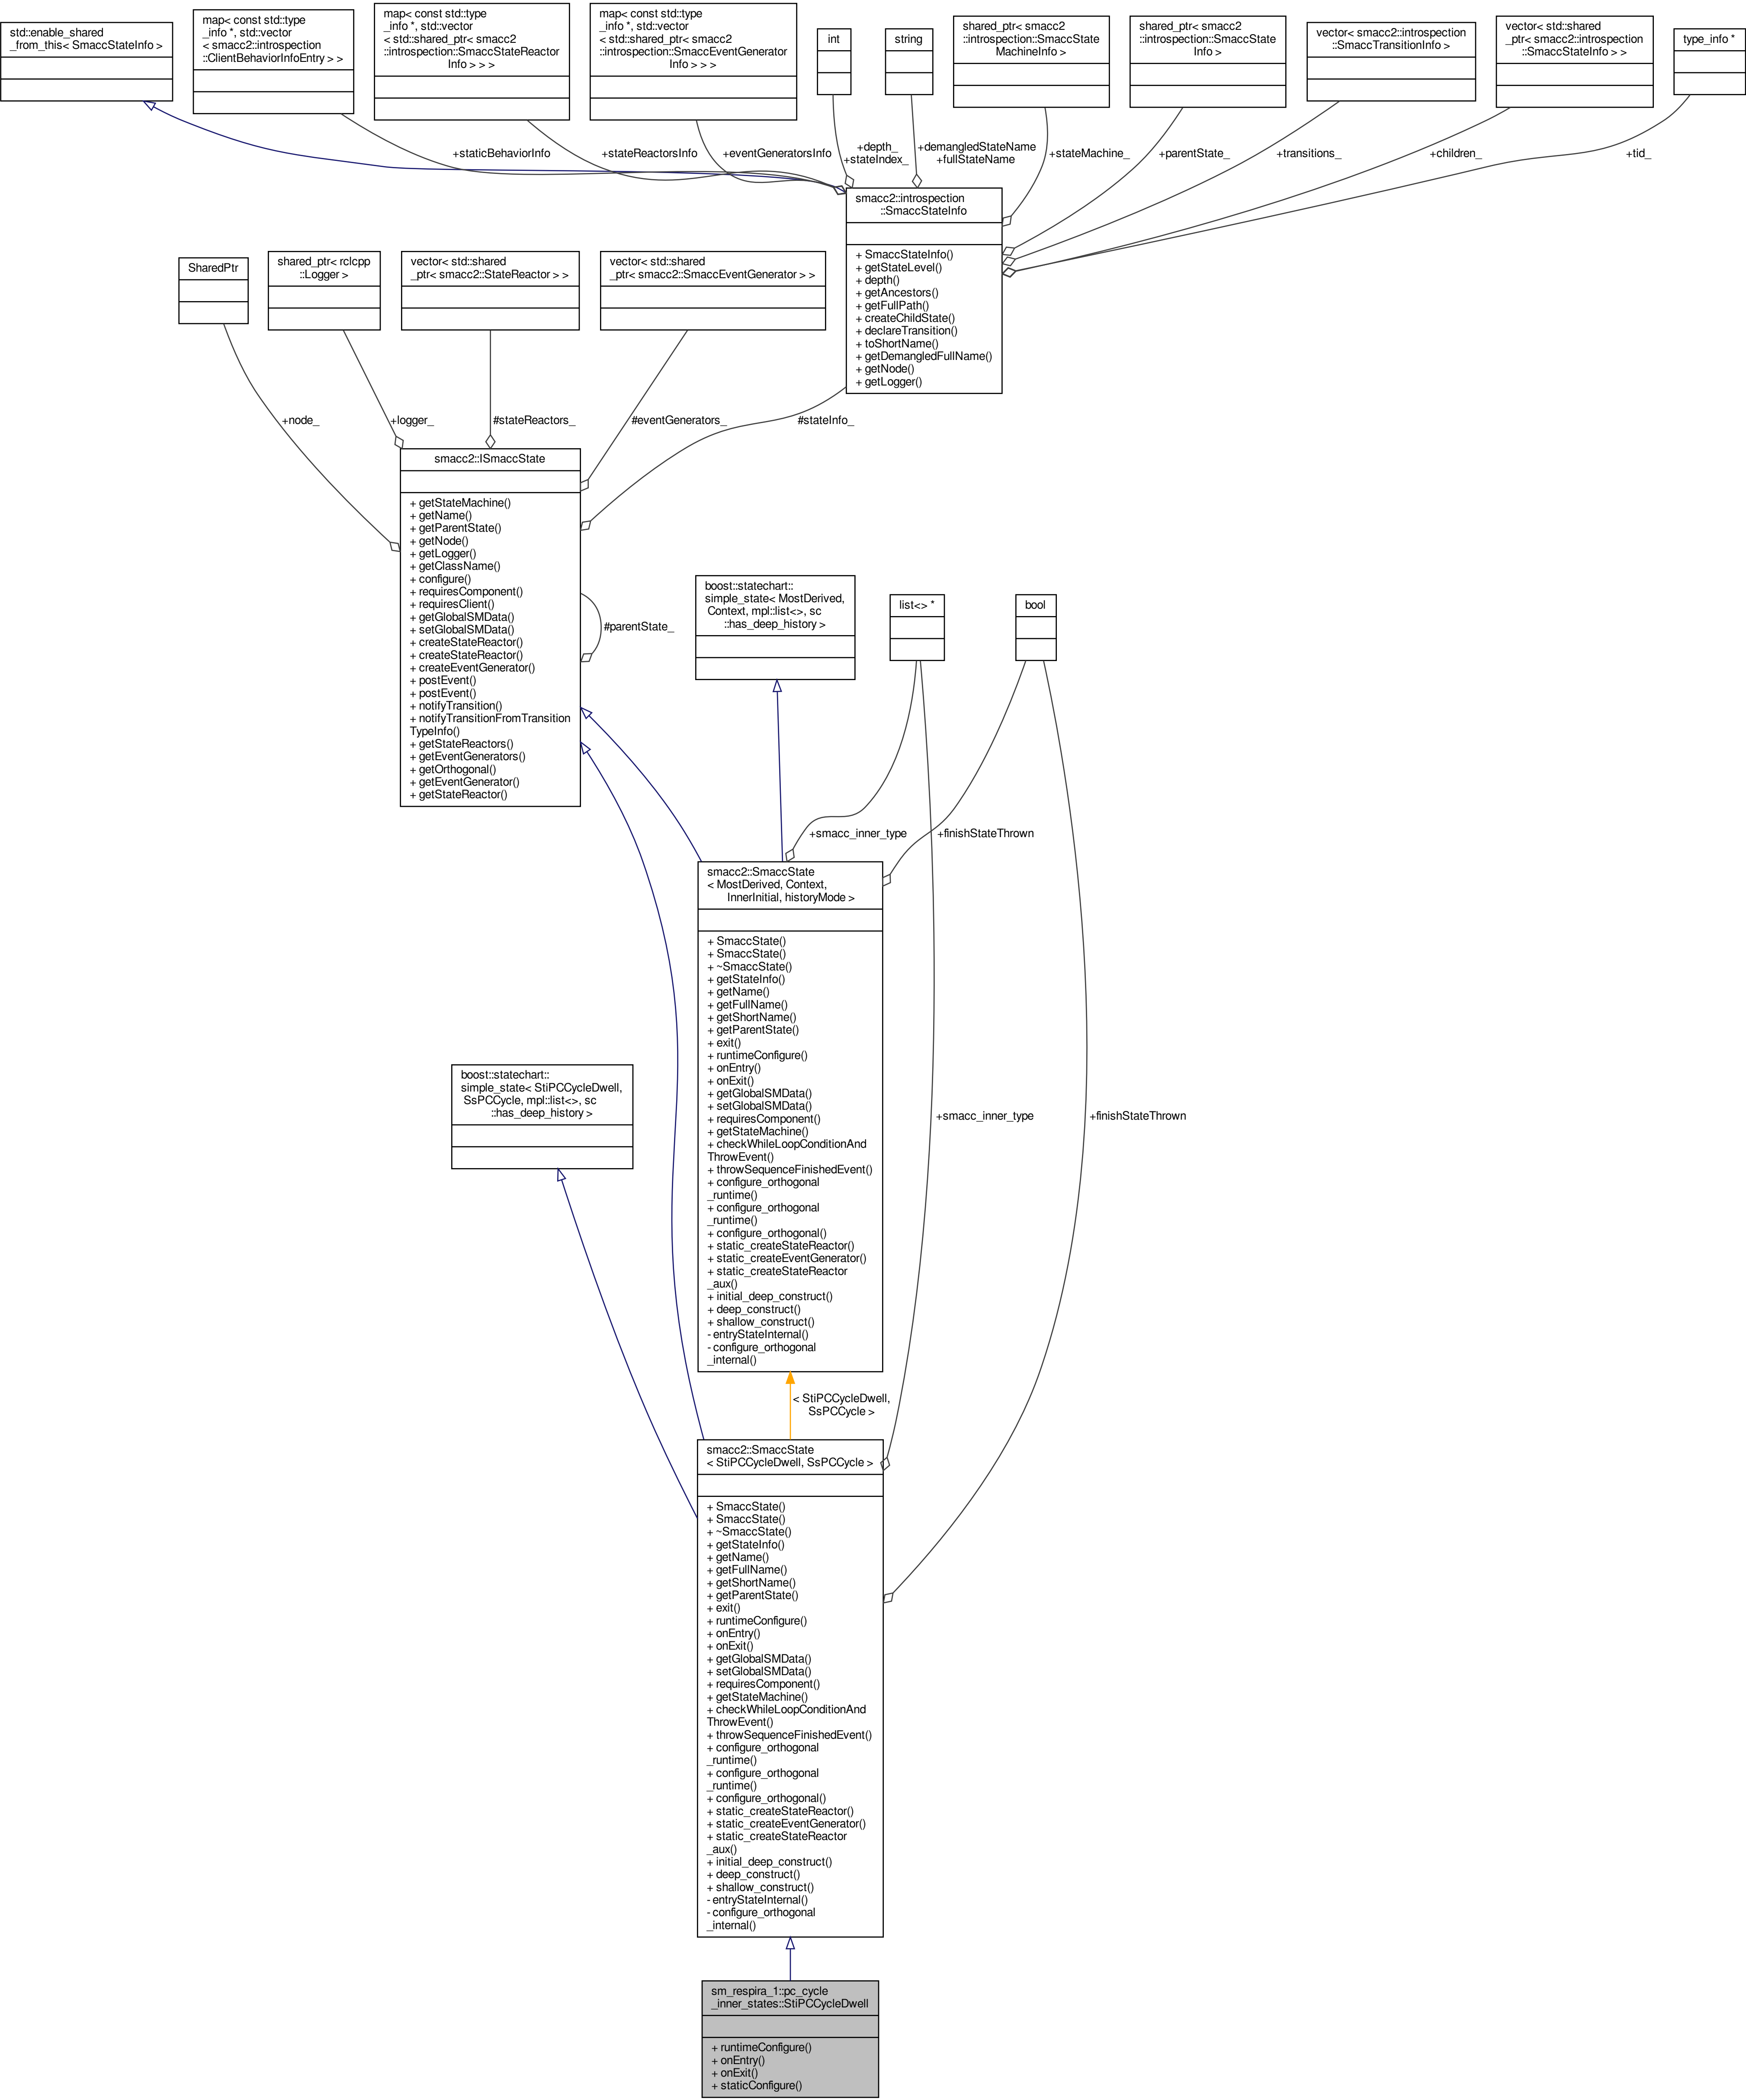 std::enable_shared
_from_this< SmaccStateInfo >
map< const std::type
_info *, std::vector
< smacc2::introspection
::ClientBehaviorInfoEntry > >
map< const std::type
_info *, std::vector
< std::shared_ptr< smacc2
::introspection::SmaccStateReactor
Info > > >
map< const std::type
_info *, std::vector
< std::shared_ptr< smacc2
::introspection::SmaccEventGenerator
Info > > >
int
string
shared_ptr< smacc2
::introspection::SmaccState
MachineInfo >
shared_ptr< smacc2
::introspection::SmaccState
Info >
vector< smacc2::introspection
::SmaccTransitionInfo >
vector< std::shared
_ptr< smacc2::introspection
::SmaccStateInfo > >
type_info *
+staticBehaviorInfo
+stateReactorsInfo
+eventGeneratorsInfo
+depth_
+stateIndex_
+demangledStateName
+fullStateName
+stateMachine_
+parentState_
+transitions_
+children_
+tid_
smacc2::introspection
::SmaccStateInfo
+ SmaccStateInfo()
+ getStateLevel()
+ depth()
+ getAncestors()
+ getFullPath()
+ createChildState()
+ declareTransition()
+ toShortName()
+ getDemangledFullName()
+ getNode()
+ getLogger()
SharedPtr
shared_ptr< rclcpp
::Logger >
vector< std::shared
_ptr< smacc2::StateReactor > >
vector< std::shared
_ptr< smacc2::SmaccEventGenerator > >
+node_
+logger_
#stateReactors_
#eventGenerators_
#stateInfo_
smacc2::ISmaccState
+ getStateMachine()
+ getName()
+ getParentState()
+ getNode()
+ getLogger()
+ getClassName()
+ configure()
+ requiresComponent()
+ requiresClient()
+ getGlobalSMData()
+ setGlobalSMData()
+ createStateReactor()
+ createStateReactor()
+ createEventGenerator()
+ postEvent()
+ postEvent()
+ notifyTransition()
+ notifyTransitionFromTransition
TypeInfo()
+ getStateReactors()
+ getEventGenerators()
+ getOrthogonal()
+ getEventGenerator()
+ getStateReactor()
#parentState_
boost::statechart::
simple_state< MostDerived,
Context, mpl::list<>, sc
::has_deep_history >
list<> *
bool
+smacc_inner_type
+finishStateThrown
smacc2::SmaccState
< MostDerived, Context,
InnerInitial, historyMode >
+ SmaccState()
+ SmaccState()
+ ~SmaccState()
+ getStateInfo()
+ getName()
+ getFullName()
+ getShortName()
+ getParentState()
+ exit()
+ runtimeConfigure()
+ onEntry()
+ onExit()
+ getGlobalSMData()
+ setGlobalSMData()
+ requiresComponent()
+ getStateMachine()
+ checkWhileLoopConditionAnd
ThrowEvent()
+ throwSequenceFinishedEvent()
+ configure_orthogonal
_runtime()
+ configure_orthogonal
_runtime()
+ configure_orthogonal()
+ static_createStateReactor()
+ static_createEventGenerator()
+ static_createStateReactor
_aux()
+ initial_deep_construct()
+ deep_construct()
+ shallow_construct()
- entryStateInternal()
- configure_orthogonal
_internal()
boost::statechart::
simple_state< StiPCCycleDwell,
SsPCCycle, mpl::list<>, sc
::has_deep_history >
+smacc_inner_type
+finishStateThrown
< StiPCCycleDwell,
SsPCCycle >
smacc2::SmaccState
< StiPCCycleDwell, SsPCCycle >
+ SmaccState()
+ SmaccState()
+ ~SmaccState()
+ getStateInfo()
+ getName()
+ getFullName()
+ getShortName()
+ getParentState()
+ exit()
+ runtimeConfigure()
+ onEntry()
+ onExit()
+ getGlobalSMData()
+ setGlobalSMData()
+ requiresComponent()
+ getStateMachine()
+ checkWhileLoopConditionAnd
ThrowEvent()
+ throwSequenceFinishedEvent()
+ configure_orthogonal
_runtime()
+ configure_orthogonal
_runtime()
+ configure_orthogonal()
+ static_createStateReactor()
+ static_createEventGenerator()
+ static_createStateReactor
_aux()
+ initial_deep_construct()
+ deep_construct()
+ shallow_construct()
- entryStateInternal()
- configure_orthogonal
_internal()
sm_respira_1::pc_cycle
_inner_states::StiPCCycleDwell
+ runtimeConfigure()
+ onEntry()
+ onExit()
+ staticConfigure()